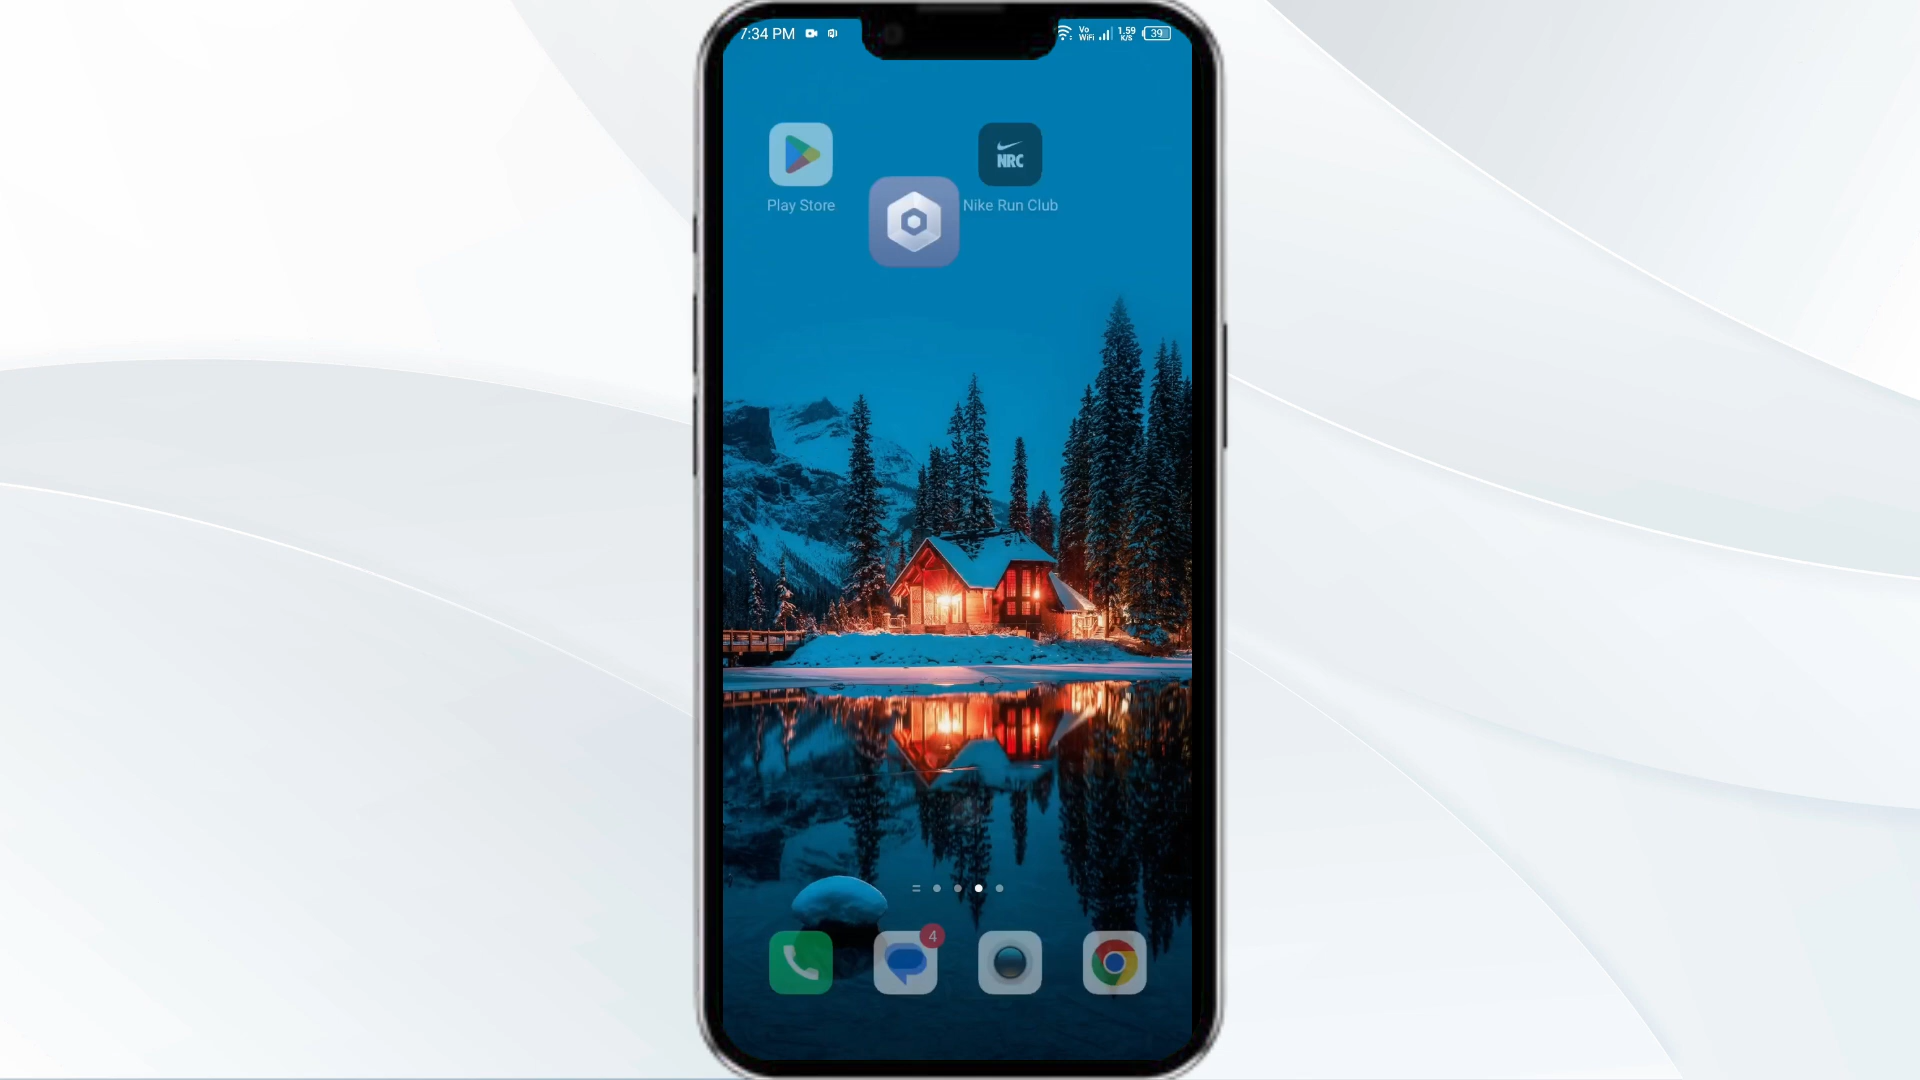 7:34 PM
Vo
WiFi
1.59
K/S
39
NRC
Play Store
Nike Run Club
4